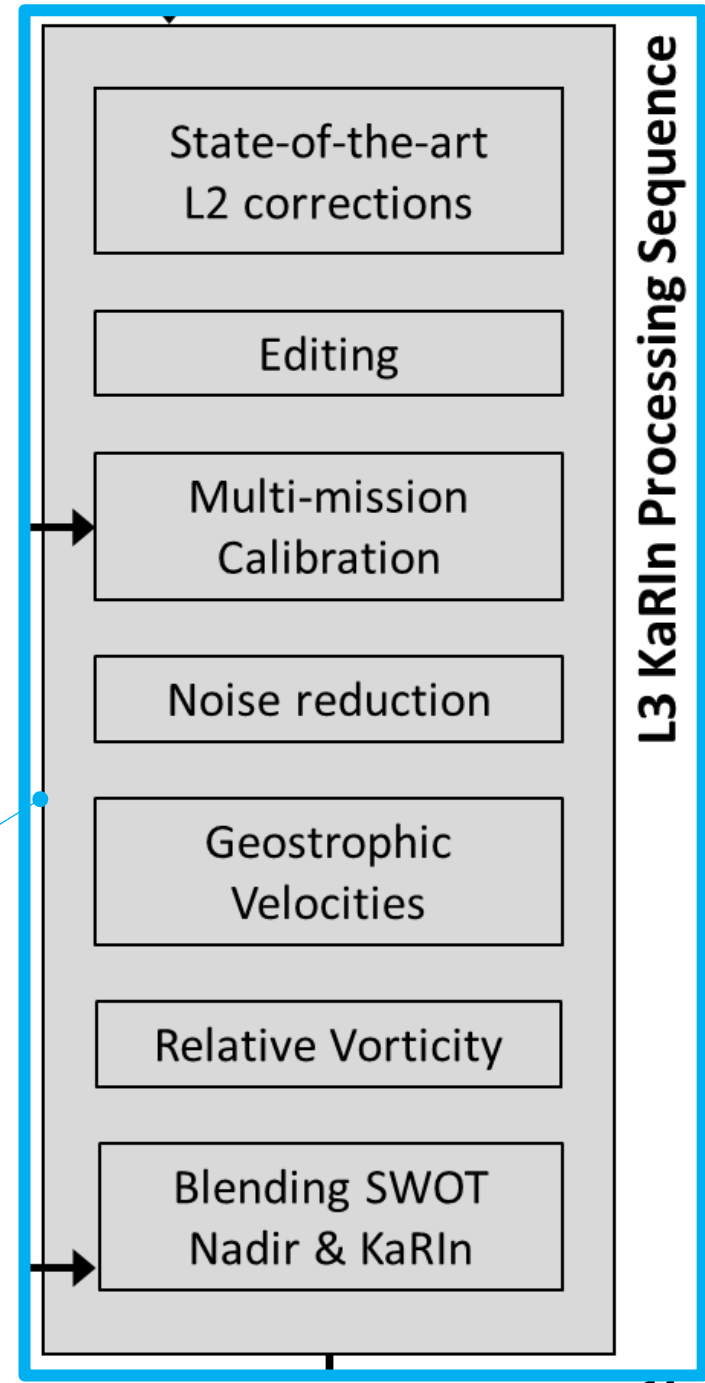 State-of-the-art
L2 corrections
Editing
Multi-mission
Calibration
Noise reduction
Geostrophic
Velocities
Relative Vorticity
Blending SWOT
Nadir & KaRIn
L3 KaRIn Processing Sequence